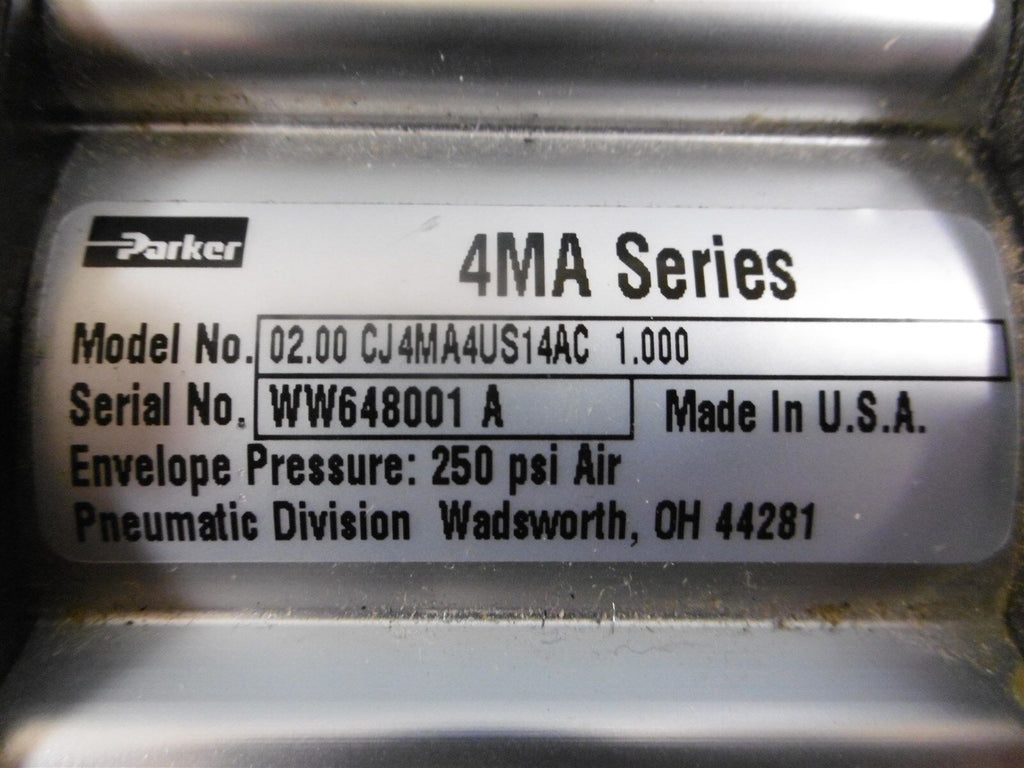 Parker
4MA Series
Model No. 02.00 CJ4MA4US14AC 1.000
Serial No. WW648001 A Made In U.S.A.
Envelope Pressure: 250 psi Air
Pneumatic Division Wadsworth, OH 44281